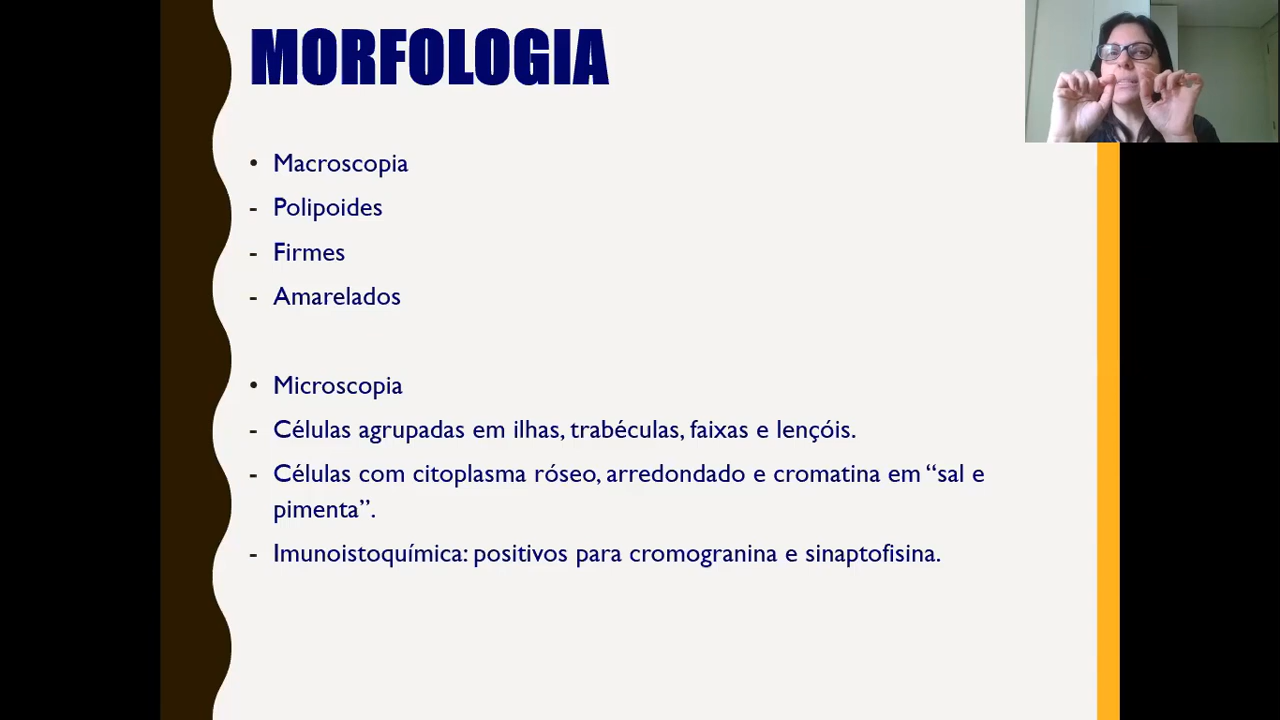 MORFOLOGIA
• Macroscopia
- Polipoides
- Firmes
- Amarelados
• Microscopia
- Células agrupadas em ilhas, trabéculas, faixas e lençóis.
- Células com citoplasma róseo, arredondado e cromatina em “sal e
pimenta”.
- Imunoistoquímica: positivos para cromogranina e sinaptofisina.